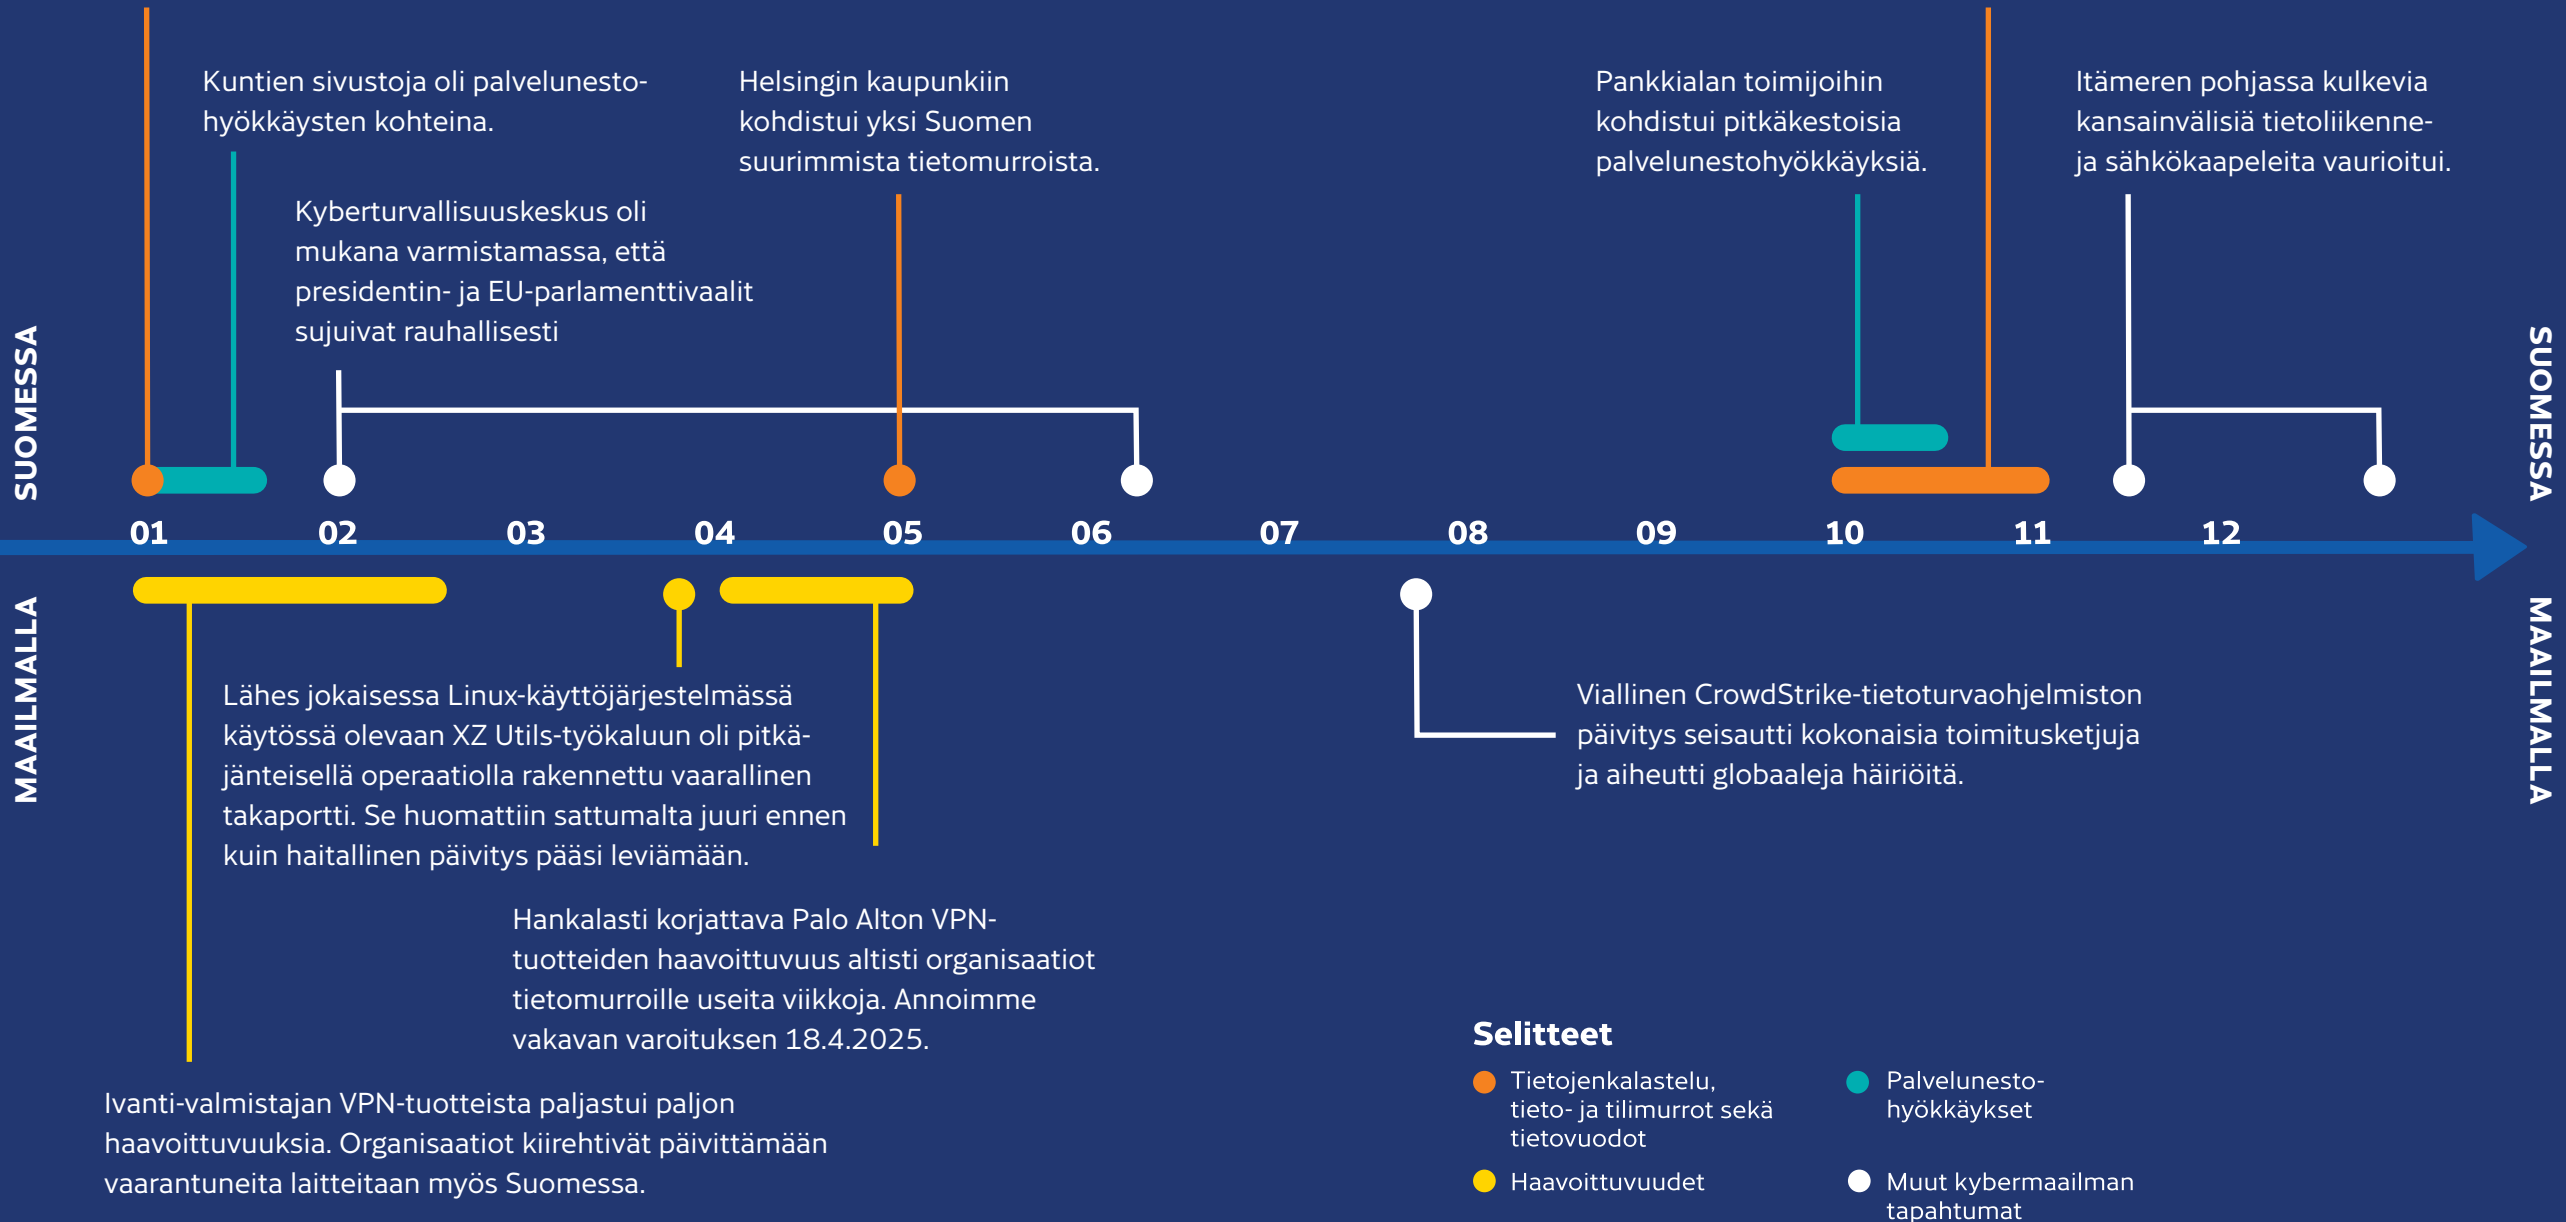 Kuntien sivustoja oli palvelunesto-
hyökkäysten kohteina.
Kyberturvallisuuskeskus oli
mukana varmistamassa, että
presidentin- ja EU-parlamenttivaalit
sujuivat rauhallisesti
Helsingin kaupunkiin
kohdistui yksi Suomen
suurimmista tietomurroista.
Pankkialan toimijoihin
kohdistui pitkäkestoisia
palvelunestohyökkäyksiä.
Itämeren pohjassa kulkevia
kansainvälisiä tietoliikenne-
ja sähkökaapeleita vaurioitui.
SUOMESSA
SUOMESSA
01 02 03 04 05 06 07 08 09 10 11 12
MAAILMALLA
MAAILMALLA
Lähes jokaisessa Linux-käyttöjärjestelmässä
käytössä olevaan XZ Utils-työkaluun oli pitkä-
jänteisellä operaatiolla rakennettu vaarallinen
takaportti. Se huomattiin sattumalta juuri ennen
kuin haitallinen päivitys pääsi leviämään.
Viallinen CrowdStrike-tietoturvaohjelmiston
päivitys seisautti kokonaisia toimitusketjuja
ja aiheutti globaaleja häiriöitä.
Hankalasti korjattava Palo Alton VPN-
tuotteiden haavoittuvuus altisti organisaatiot
tietomurroille useita viikkoja. Annoimme
vakavan varoituksen 18.4.2025.
Ivanti-valmistajan VPN-tuotteista paljastui paljon
haavoittuvuuksia. Organisaatiot kiirehtivät päivittämään
vaarantuneita laitteitaan myös Suomessa.
Selitteet
Tietojenkalastelu,
tieto- ja tilimurrot sekä
tietovuodot
Palvelunesto-
hyökkäykset
Haavoittuvuudet
Muut kybermaailman
tapahtumat